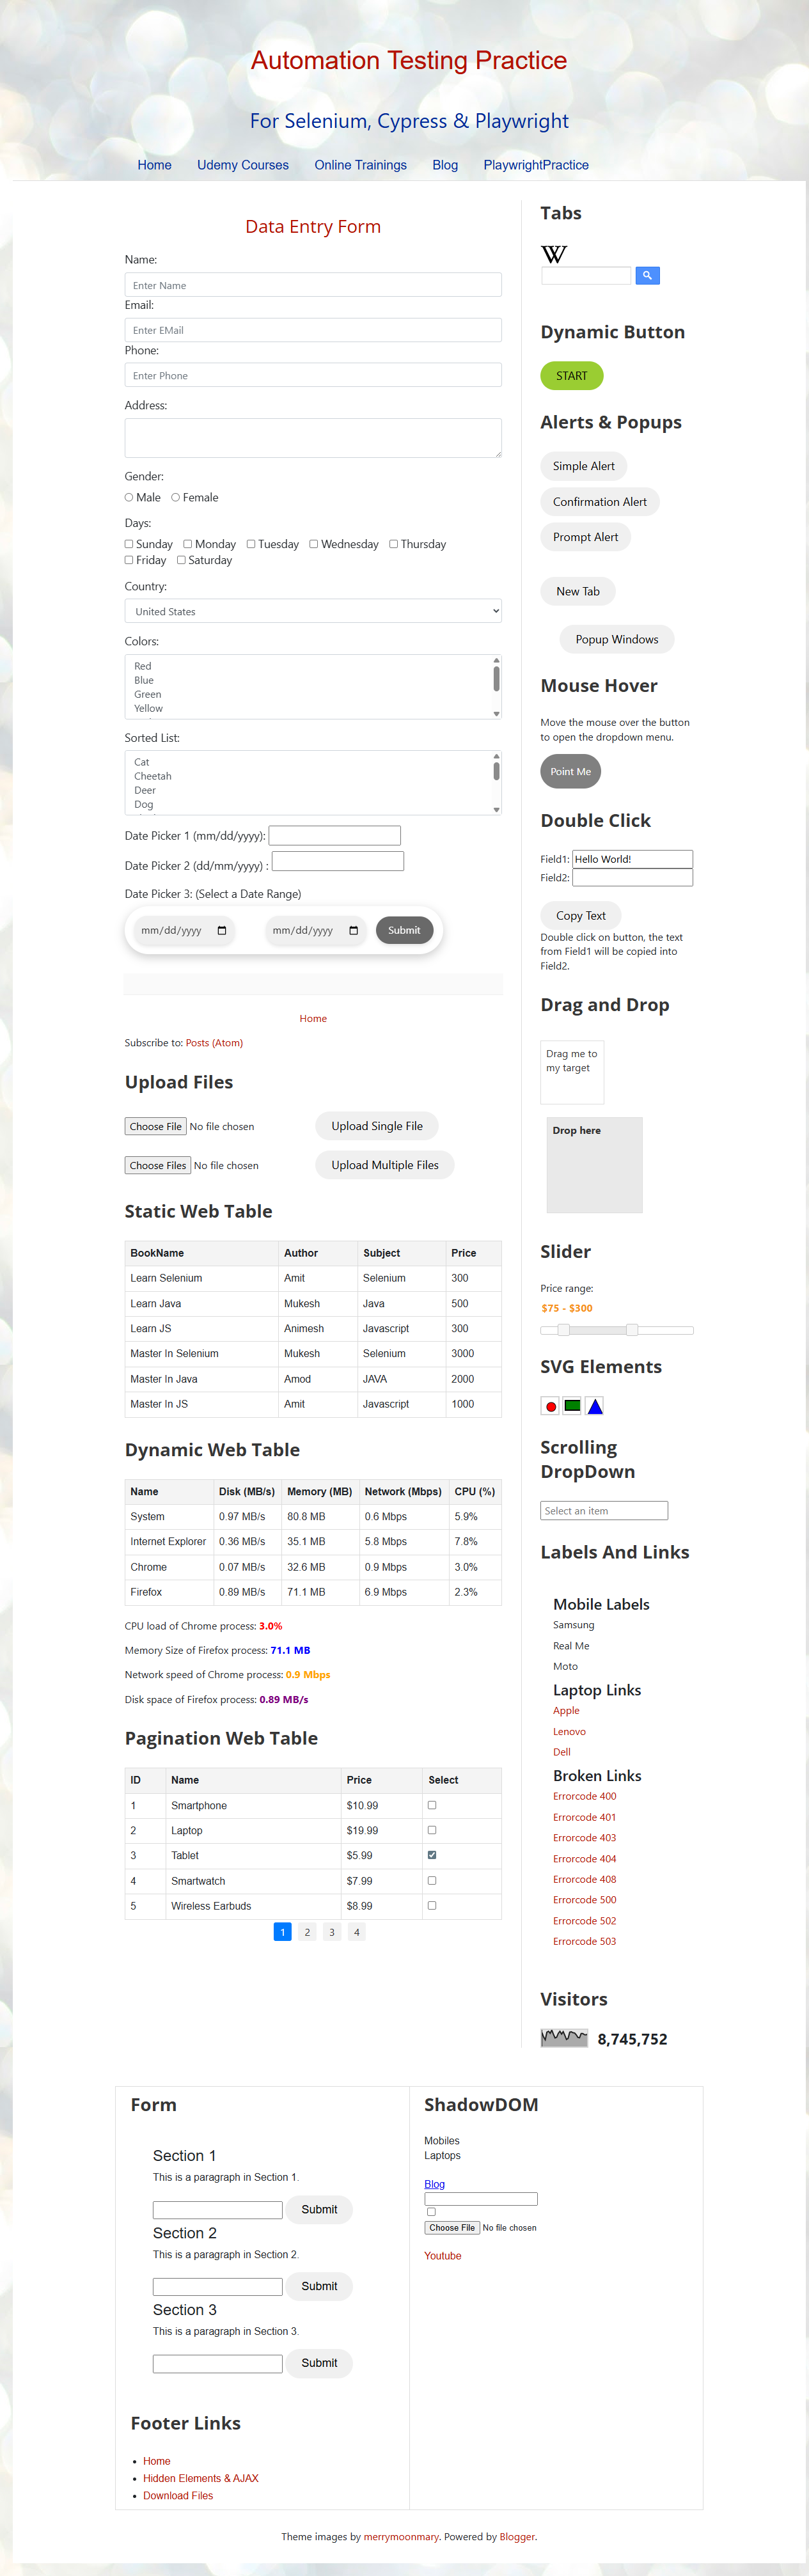 Automation Testing Practice
For Selenium, Cypress & Playwright
Home Udemy Courses Online Trainings Blog PlaywrightPractice
Data Entry Form
Name:
Enter Name
Email:
Enter EMail
Phone:
Enter Phone
Address:
Gender:
Male Female
Days:
Sunday Monday Tuesday Wednesday Thursday
Friday Saturday
Country:
United States
Colors:
Red
Blue
Green
Yellow
Sorted List:
Cat
Cheetah
Deer
Dog
Date Picker 1 (mm/dd/yyyy):
Date Picker 2 (dd/mm/yyyy) :
Date Picker 3: (Select a Date Range)
mm/dd/yyyy mm/dd/yyyy Submit
Home
Subscribe to: Posts (Atom)
Upload Files
Choose File No file chosen Upload Single File
Choose Files No file chosen Upload Multiple Files
Static Web Table
BookName Author Subject Price
Learn Selenium Amit Selenium 300
Learn Java Mukesh Java 500
Learn JS Animesh Javascript 300
Master In Selenium Mukesh Selenium 3000
Master In Java Amod JAVA 2000
Master In JS Amit Javascript 1000
Dynamic Web Table
Name Disk (MB/s) Memory (MB) Network (Mbps) CPU (%)
System 0.97 MB/s 80.8 MB 0.6 Mbps 5.9%
Internet Explorer 0.36 MB/s 35.1 MB 5.8 Mbps 7.8%
Chrome 0.07 MB/s 32.6 MB 0.9 Mbps 3.0%
Firefox 0.89 MB/s 71.1 MB 6.9 Mbps 2.3%
CPU load of Chrome process: 3.0%
Memory Size of Firefox process: 71.1 MB
Network speed of Chrome process: 0.9 Mbps
Disk space of Firefox process: 0.89 MB/s
Pagination Web Table
ID Name Price Select
1 Smartphone $10.99
2 Laptop $19.99
3 Tablet $5.99
4 Smartwatch $7.99
5 Wireless Earbuds $8.99
1 2 3 4
Tabs
W
Dynamic Button
START
Alerts & Popups
Simple Alert
Confirmation Alert
Prompt Alert
New Tab
Popup Windows
Mouse Hover
Move the mouse over the button
to open the dropdown menu.
Point Me
Double Click
Field1: Hello World!
Field2:
Copy Text
Double click on button, the text
from Field1 will be copied into
Field2.
Drag and Drop
Drag me to
my target
Drop here
Slider
Price range:
$75 - $300
SVG Elements
Scrolling
DropDown
Select an item
Labels And Links
Mobile Labels
Samsung
Real Me
Moto
Laptop Links
Apple
Lenovo
Dell
Broken Links
Errorcode 400
Errorcode 401
Errorcode 403
Errorcode 404
Errorcode 408
Errorcode 500
Errorcode 502
Errorcode 503
Visitors
8,745,752
Form
Section 1
This is a paragraph in Section 1.
Submit
Section 2
This is a paragraph in Section 2.
Submit
Section 3
This is a paragraph in Section 3.
Submit
Footer Links
Home
Hidden Elements & AJAX
Download Files
ShadowDOM
Mobiles
Laptops
Blog
Choose File No file chosen
Youtube
Theme images by merrymoonmary. Powered by Blogger.